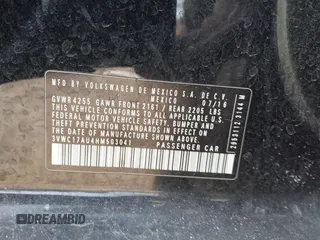 MFD BY VOLKSWAGEN DE MEXICO S.A. DE C.V.
MEXICO 07/16
GVWR4255 GAWR FRONT 2161 / REAR 2205 LBS
THIS VEHICLE CONFORMS TO ALL APPLICABLE
FEDERAL MOTOR VEHICLE SAFETY, BUMPER AND
THEFT PREVENTION STANDARDS IN EFFECT ON THE
DATE OF MANUFACTURE SHOWN ABOVE.
3VWC17AU4HM503041 PASSENGER CAR
DREAMBID